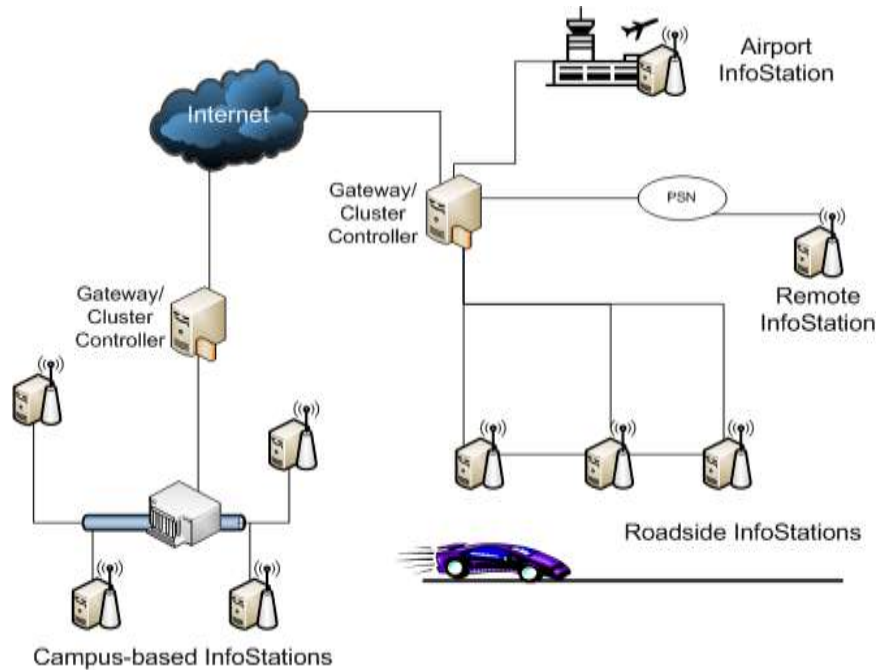 Airport
InfoStation
Internet
Gateway/
Cluster
Controller
PSN
Remote
InfoStation
Gateway/
Cluster
Controller
Roadside InfoStations
Campus-based InfoStations